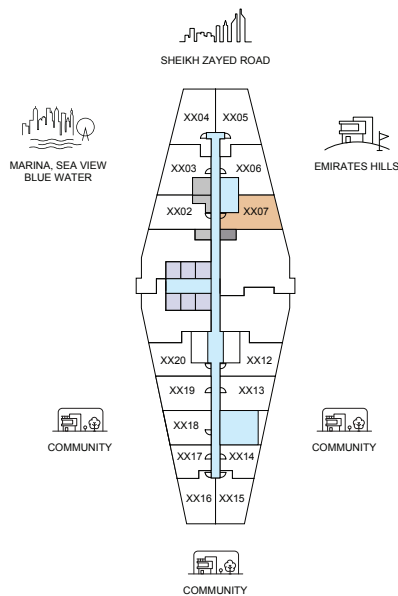 SHEIKH ZAYED ROAD
MARINA, SEA VIEW
BLUE WATER
EMIRATES HILLS
XX04
XX05
XX03
XX06
XX02
XX07
XX20
XX12
XX19
XX13
XX18
XX17
XX14
XX16
XX15
COMMUNITY
COMMUNITY
COMMUNITY